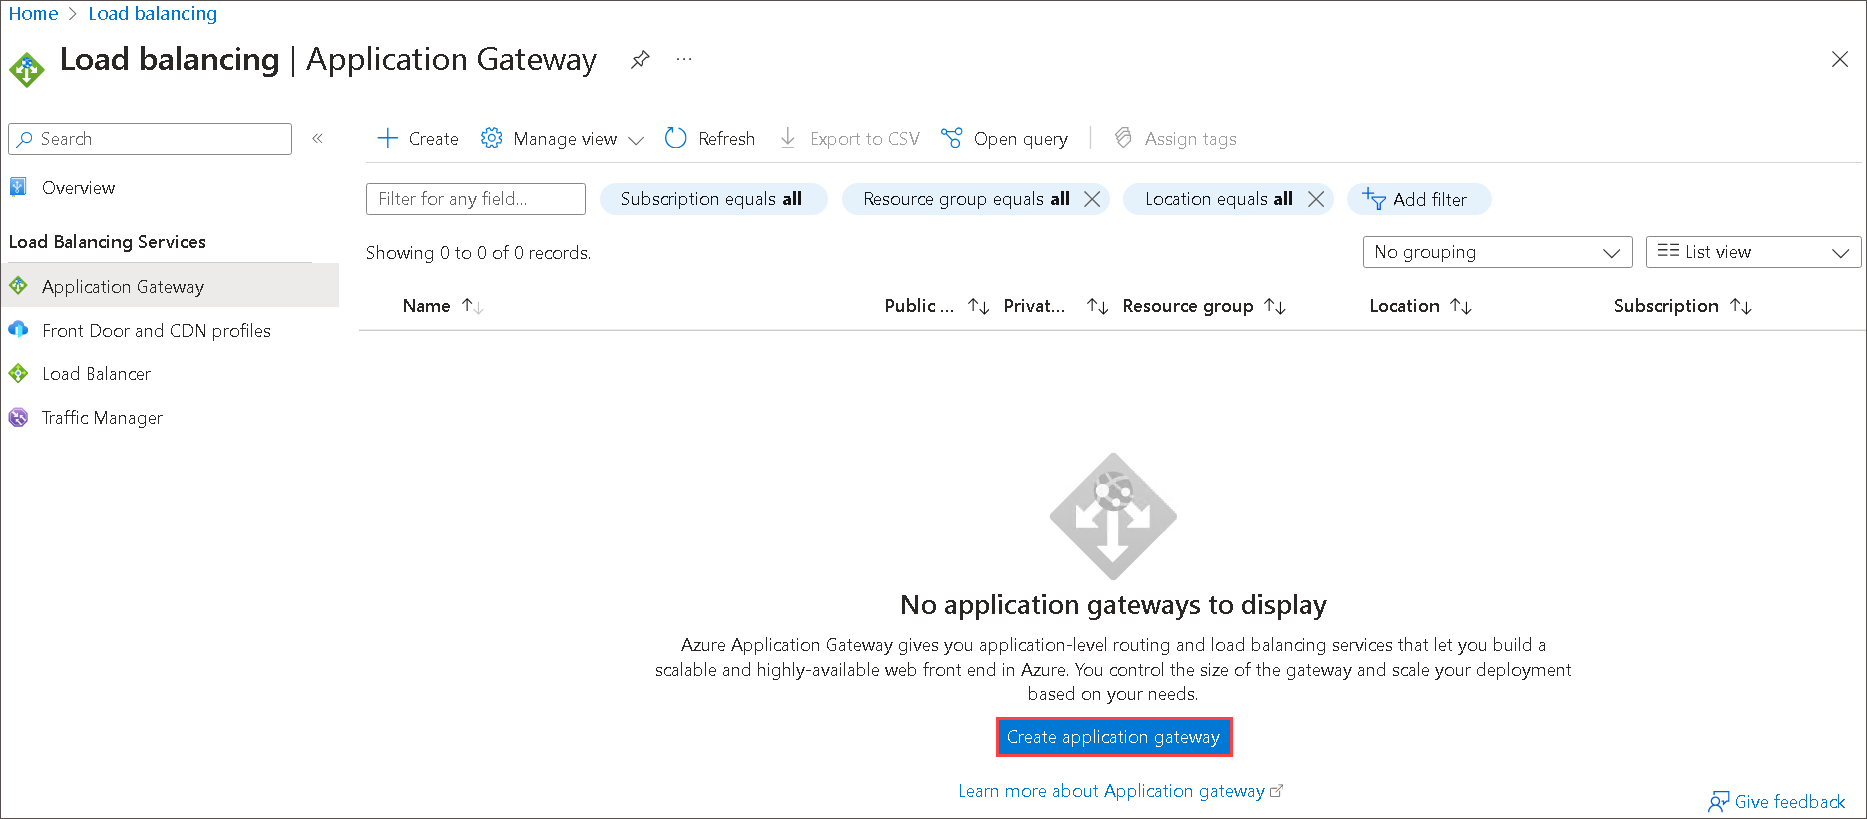 Home > Load balancing
Load balancing | Application Gateway ...
Search «
Create Manage view Refresh Export to CSV Open query Assign tags
Overview
Filter for any field... Subscription equals all Resource group equals all Location equals all Add filter
Load Balancing Services
Showing 0 to 0 of 0 records. No grouping List view
Application Gateway
Name Public ... Privat... Resource group Location Subscription
Front Door and CDN profiles
Load Balancer
Traffic Manager
No application gateways to display
Azure Application Gateway gives you application-level routing and load balancing services that let you build a
scalable and highly-available web front end in Azure. You control the size of the gateway and scale your deployment
based on your needs.
Create application gateway
Learn more about Application gateway
Give feedback